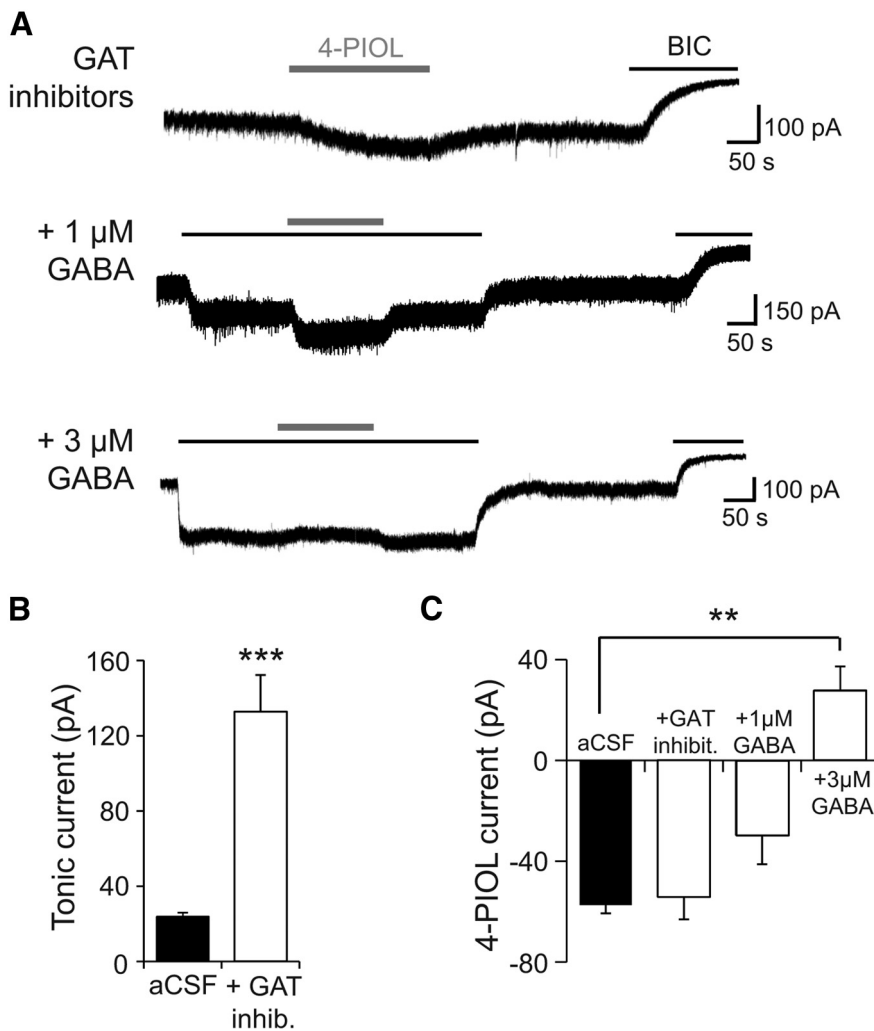 A
GAT
inhibitors
4-PIOL
BIC
100 pA
50 s
+ 1 µM
GABA
150 pA
50 s
+ 3 µM
GABA
100 pA
50 s
B
Tonic current (pA)
160
120
80
40
0
***
aCSF
+ GAT
inhib.
C
4-PIOL current (pA)
40
0
-40
-80
**
aCSF
+GAT
inhibit.
+1µM
GABA
+3µM
GABA